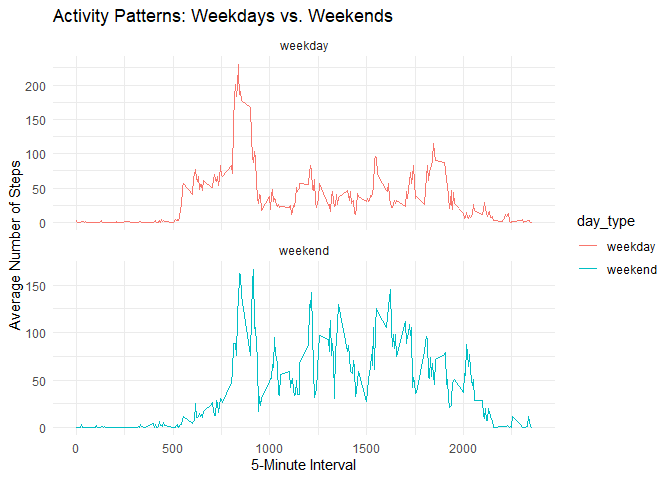 Activity Patterns: Weekdays vs. Weekends
weekday
200
150
100
50
0
weekend
150
100
50
0
0 500 1000 1500 2000
5-Minute Interval
Average Number of Steps
day_type
weekday
weekend